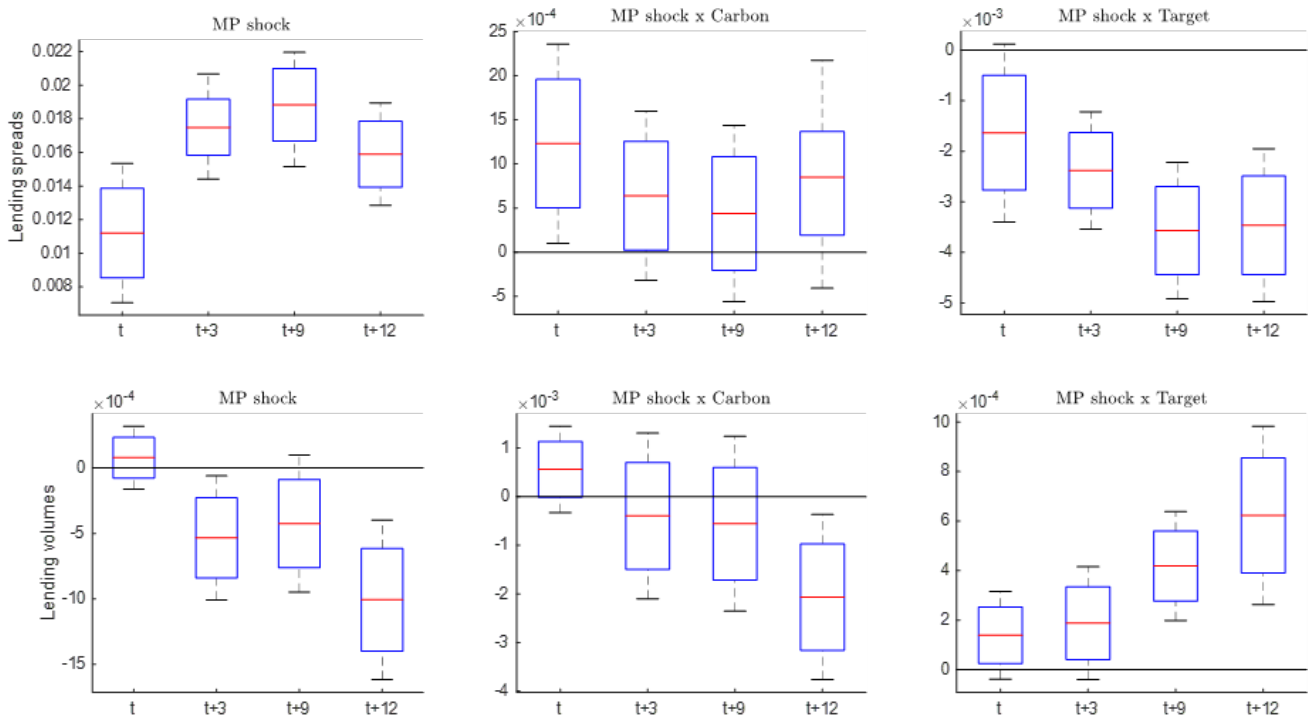 MP shock
×10⁻⁴ MP shock x Carbon
×10⁻³ MP shock x Target
Lending spreads
0.022
0.02
0.018
0.016
0.014
0.012
0.01
0.008
t t+3 t+9 t+12
25
20
15
10
5
0
-5
t t+3 t+9 t+12
0
-1
-2
-3
-4
-5
t t+3 t+9 t+12
×10⁻⁴ MP shock
×10⁻³ MP shock x Carbon
×10⁻⁴ MP shock x Target
Lending volumes
0
-5
-10
-15
t t+3 t+9 t+12
1
0
-1
-2
-3
-4
t t+3 t+9 t+12
10
8
6
4
2
0
t t+3 t+9 t+12